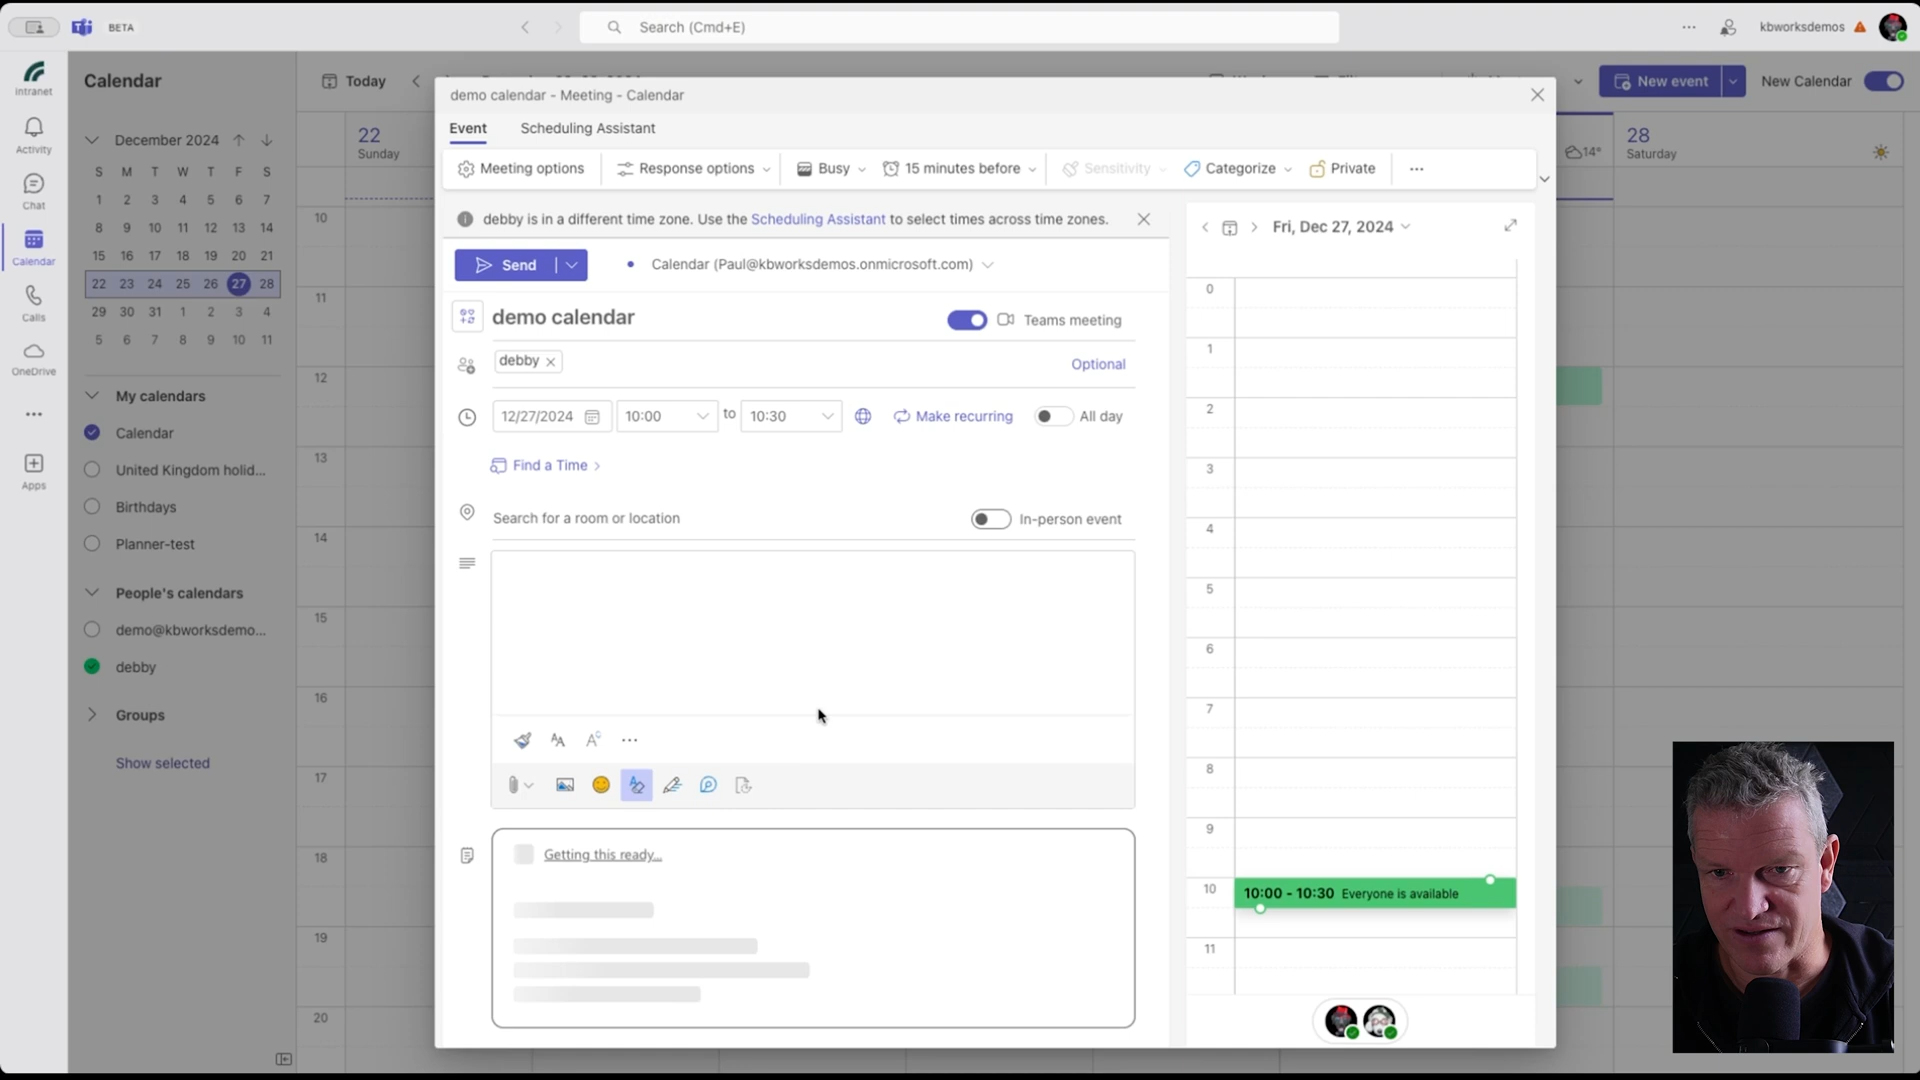 BETA
Search (Cmd+E)
kbworksdemos
intranet
Activity
Chat
Calendar
Calls
OneDrive
Apps
Calendar
December 2024
S M T W T F S
1 2 3 4 5 6 7
8 9 10 11 12 13 14
15 16 17 18 19 20 21
22 23 24 25 26 27 28
29 30 31 1 2 3 4
5 6 7 8 9 10 11
My calendars
Calendar
United Kingdom holid...
Birthdays
Planner-test
People's calendars
demo@kbworksdemo...
debby
Groups
Show selected
Today
New event
New Calendar
22
Sunday
14°
28
Saturday
10
11
12
13
14
15
16
17
18
19
20
demo calendar - Meeting - Calendar
Event Scheduling Assistant
Meeting options Response options Busy 15 minutes before Sensitivity Categorize Private ...
debby is in a different time zone. Use the Scheduling Assistant to select times across time zones.
Send
Calendar (Paul@kbworksdemos.onmicrosoft.com)
demo calendar
Teams meeting
debby
Optional
12/27/2024 10:00 to 10:30 Make recurring All day
Find a Time
Search for a room or location
In-person event
Getting this ready...
Fri, Dec 27, 2024
0
1
2
3
4
5
6
7
8
9
10
10:00 - 10:30 Everyone is available
11